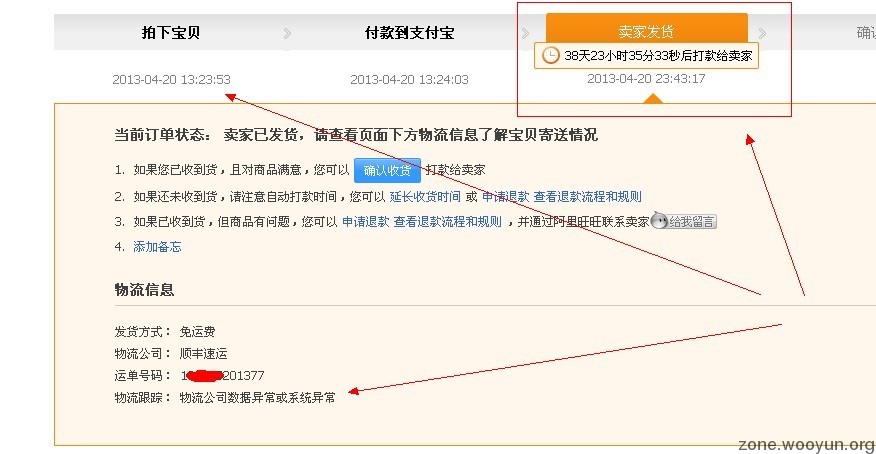 拍下宝贝 付款到支付宝 卖家发货
38天23小时35分33秒后打款给卖家
2013-04-20 13:23:53 2013-04-20 13:24:03 2013-04-20 23:43:17
当前订单状态： 卖家已发货，请查看页面下方物流信息了解宝贝寄送情况
1. 如果您已收到货，且对商品满意，您可以 确认收货 打款给卖家
2. 如果还未收到货，请注意自动打款时间，您可以 延长收货时间 或 申请退款 查看退款流程和规则
3. 如果已收到货，但商品有问题，您可以 申请退款 查看退款流程和规则 ，并通过阿里旺旺联系卖家 给我留言
4. 添加备忘
物流信息
发货方式： 免运费
物流公司： 顺丰速运
运单号码： 201377
物流跟踪： 物流公司数据异常或系统异常
zone.wooyun.org